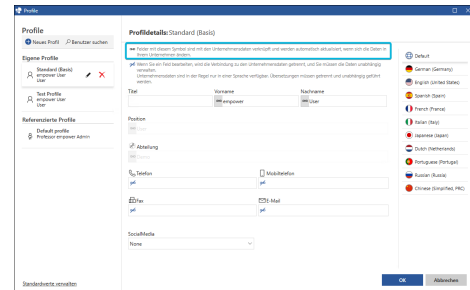 Profile
Profile
Neues Profil
Benutzer suchen
Eigene Profile
Standard (Basis)
empower User
User
Test Profile
empower User
User
Referenzierte Profile
Default profile
Professor empower Admin
Standardwerte verwalten
Profildetails: Standard (Basis)
Felder mit diesem Symbol sind mit den Unternehmensdaten verknüpft und werden automatisch aktualisiert, wenn sich die Daten in
Ihrem Unternehmen ändern.
Wenn Sie ein Text bearbeiten, wird die Verbindung zu den Unternehmensdaten getrennt, und Sie müssen die Daten unabhängig
verwalten.
Unternehmensdaten sind in der Regel nur in einer Sprache verfügbar, Übersetzungen müssen getrennt und unabhängig geführt
werden.
Titel
Vorname
Nachname
empower
User
Position
User
Abteilung
Telefon
Mobiltelefon
Fax
E-Mail
SocialMedia
None
Default
German (Germany)
Spanish (Spain)
French (France)
Italian (Italy)
Japanese (Japan)
Dutch (Netherlands)
Portuguese (Portugal)
Russian (Russia)
Chinese (Simplified, PRC)
OK
Abbrechen